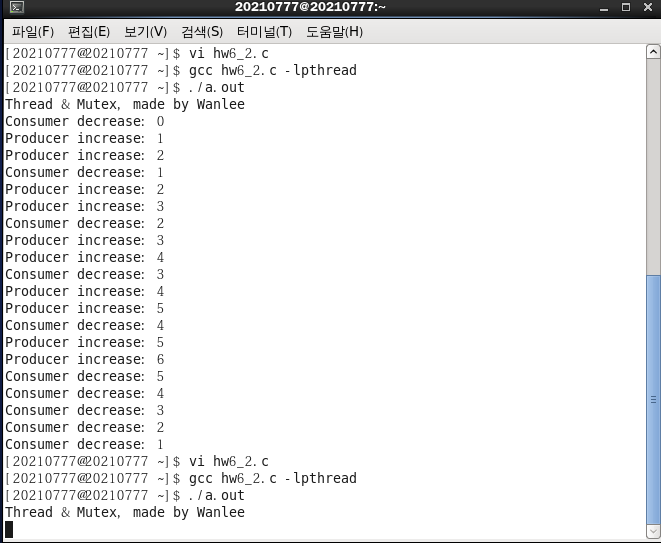 20210777@20210777:~
파일(F) 편집(E) 보기(V) 검색(S) 터미널(T) 도움말(H)
[20210777@20210777 ~]$ vi hw6_2.c
[20210777@20210777 ~]$ gcc hw6_2.c -lpthread
[20210777@20210777 ~]$ ./a.out
Thread & Mutex, made by Wanlee
Consumer decrease: 0
Producer increase: 1
Producer increase: 2
Consumer decrease: 1
Producer increase: 2
Producer increase: 3
Consumer decrease: 2
Producer increase: 3
Producer increase: 4
Consumer decrease: 3
Producer increase: 4
Producer increase: 5
Consumer decrease: 4
Producer increase: 5
Producer increase: 6
Consumer decrease: 5
Consumer decrease: 4
Consumer decrease: 3
Consumer decrease: 2
Consumer decrease: 1
[20210777@20210777 ~]$ vi hw6_2.c
[20210777@20210777 ~]$ gcc hw6_2.c -lpthread
[20210777@20210777 ~]$ ./a.out
Thread & Mutex, made by Wanlee